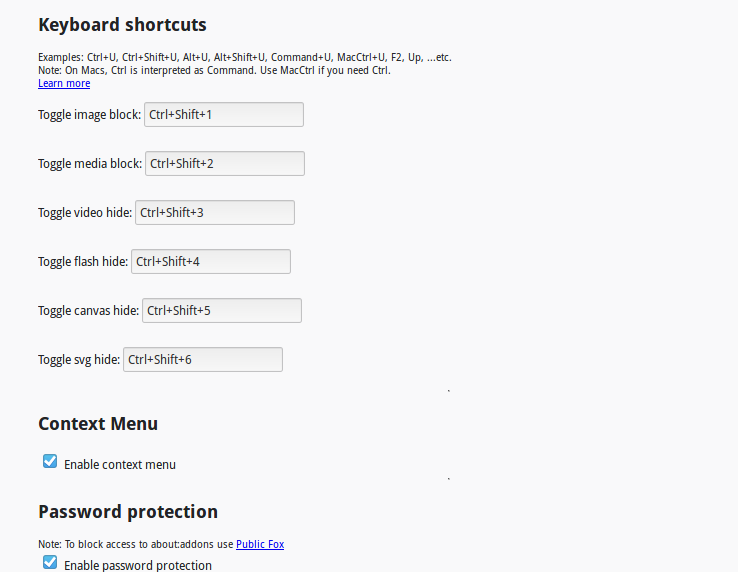 Keyboard shortcuts
Examples: Ctrl+U, Ctrl+Shift+U, Alt+U, Alt+Shift+U, Command+U, MacCtrl+U, F2, Up, ...etc.
Note: On Macs, Ctrl is interpreted as Command. Use MacCtrl if you need Ctrl.
Learn more
Toggle image block: Ctrl+Shift+1
Toggle media block: Ctrl+Shift+2
Toggle video hide: Ctrl+Shift+3
Toggle flash hide: Ctrl+Shift+4
Toggle canvas hide: Ctrl+Shift+5
Toggle svg hide: Ctrl+Shift+6
.
Context Menu
Enable context menu
.
Password protection
Note: To block access to about:addons use Public Fox
Enable password protection